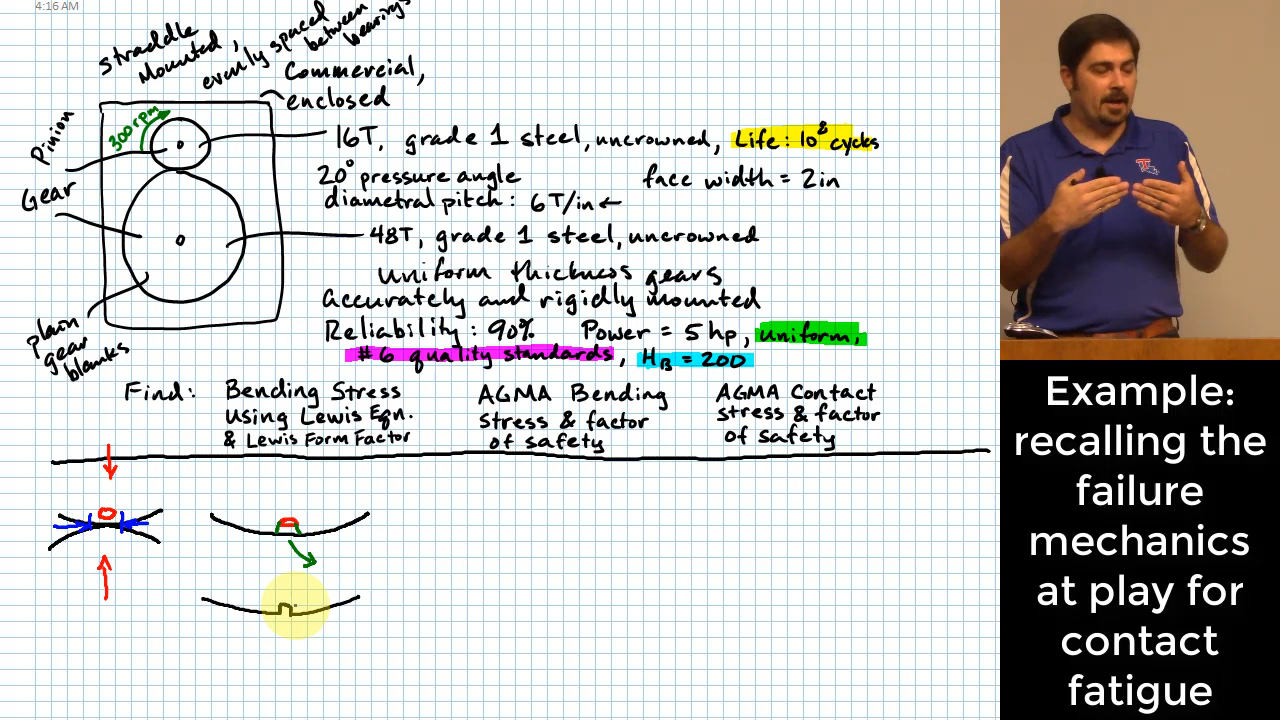 4:16 AM
straddle
mounted,
evenly spaced
between
bearings
Commercial,
enclosed
300 rpm
Pinion
16T, grade 1 steel, uncrowned, Life: 10⁸ cycles
20° pressure angle face width = 2in
Gear
diametral pitch: 6T/in ←
48T, grade 1 steel, uncrowned
uniform thickness gears
accurately and rigidly mounted
plain
gear
blanks
Reliability: 90% Power = 5 hp, uniform,
#6 quality standards, H_B = 200
Find: Bending Stress
using Lewis Eqn.
& Lewis Form Factor
AGMA Bending
stress & factor
of safety
AGMA Contact
stress & factor
of safety
Example:
recalling the
failure
mechanics
at play for
contact
fatigue